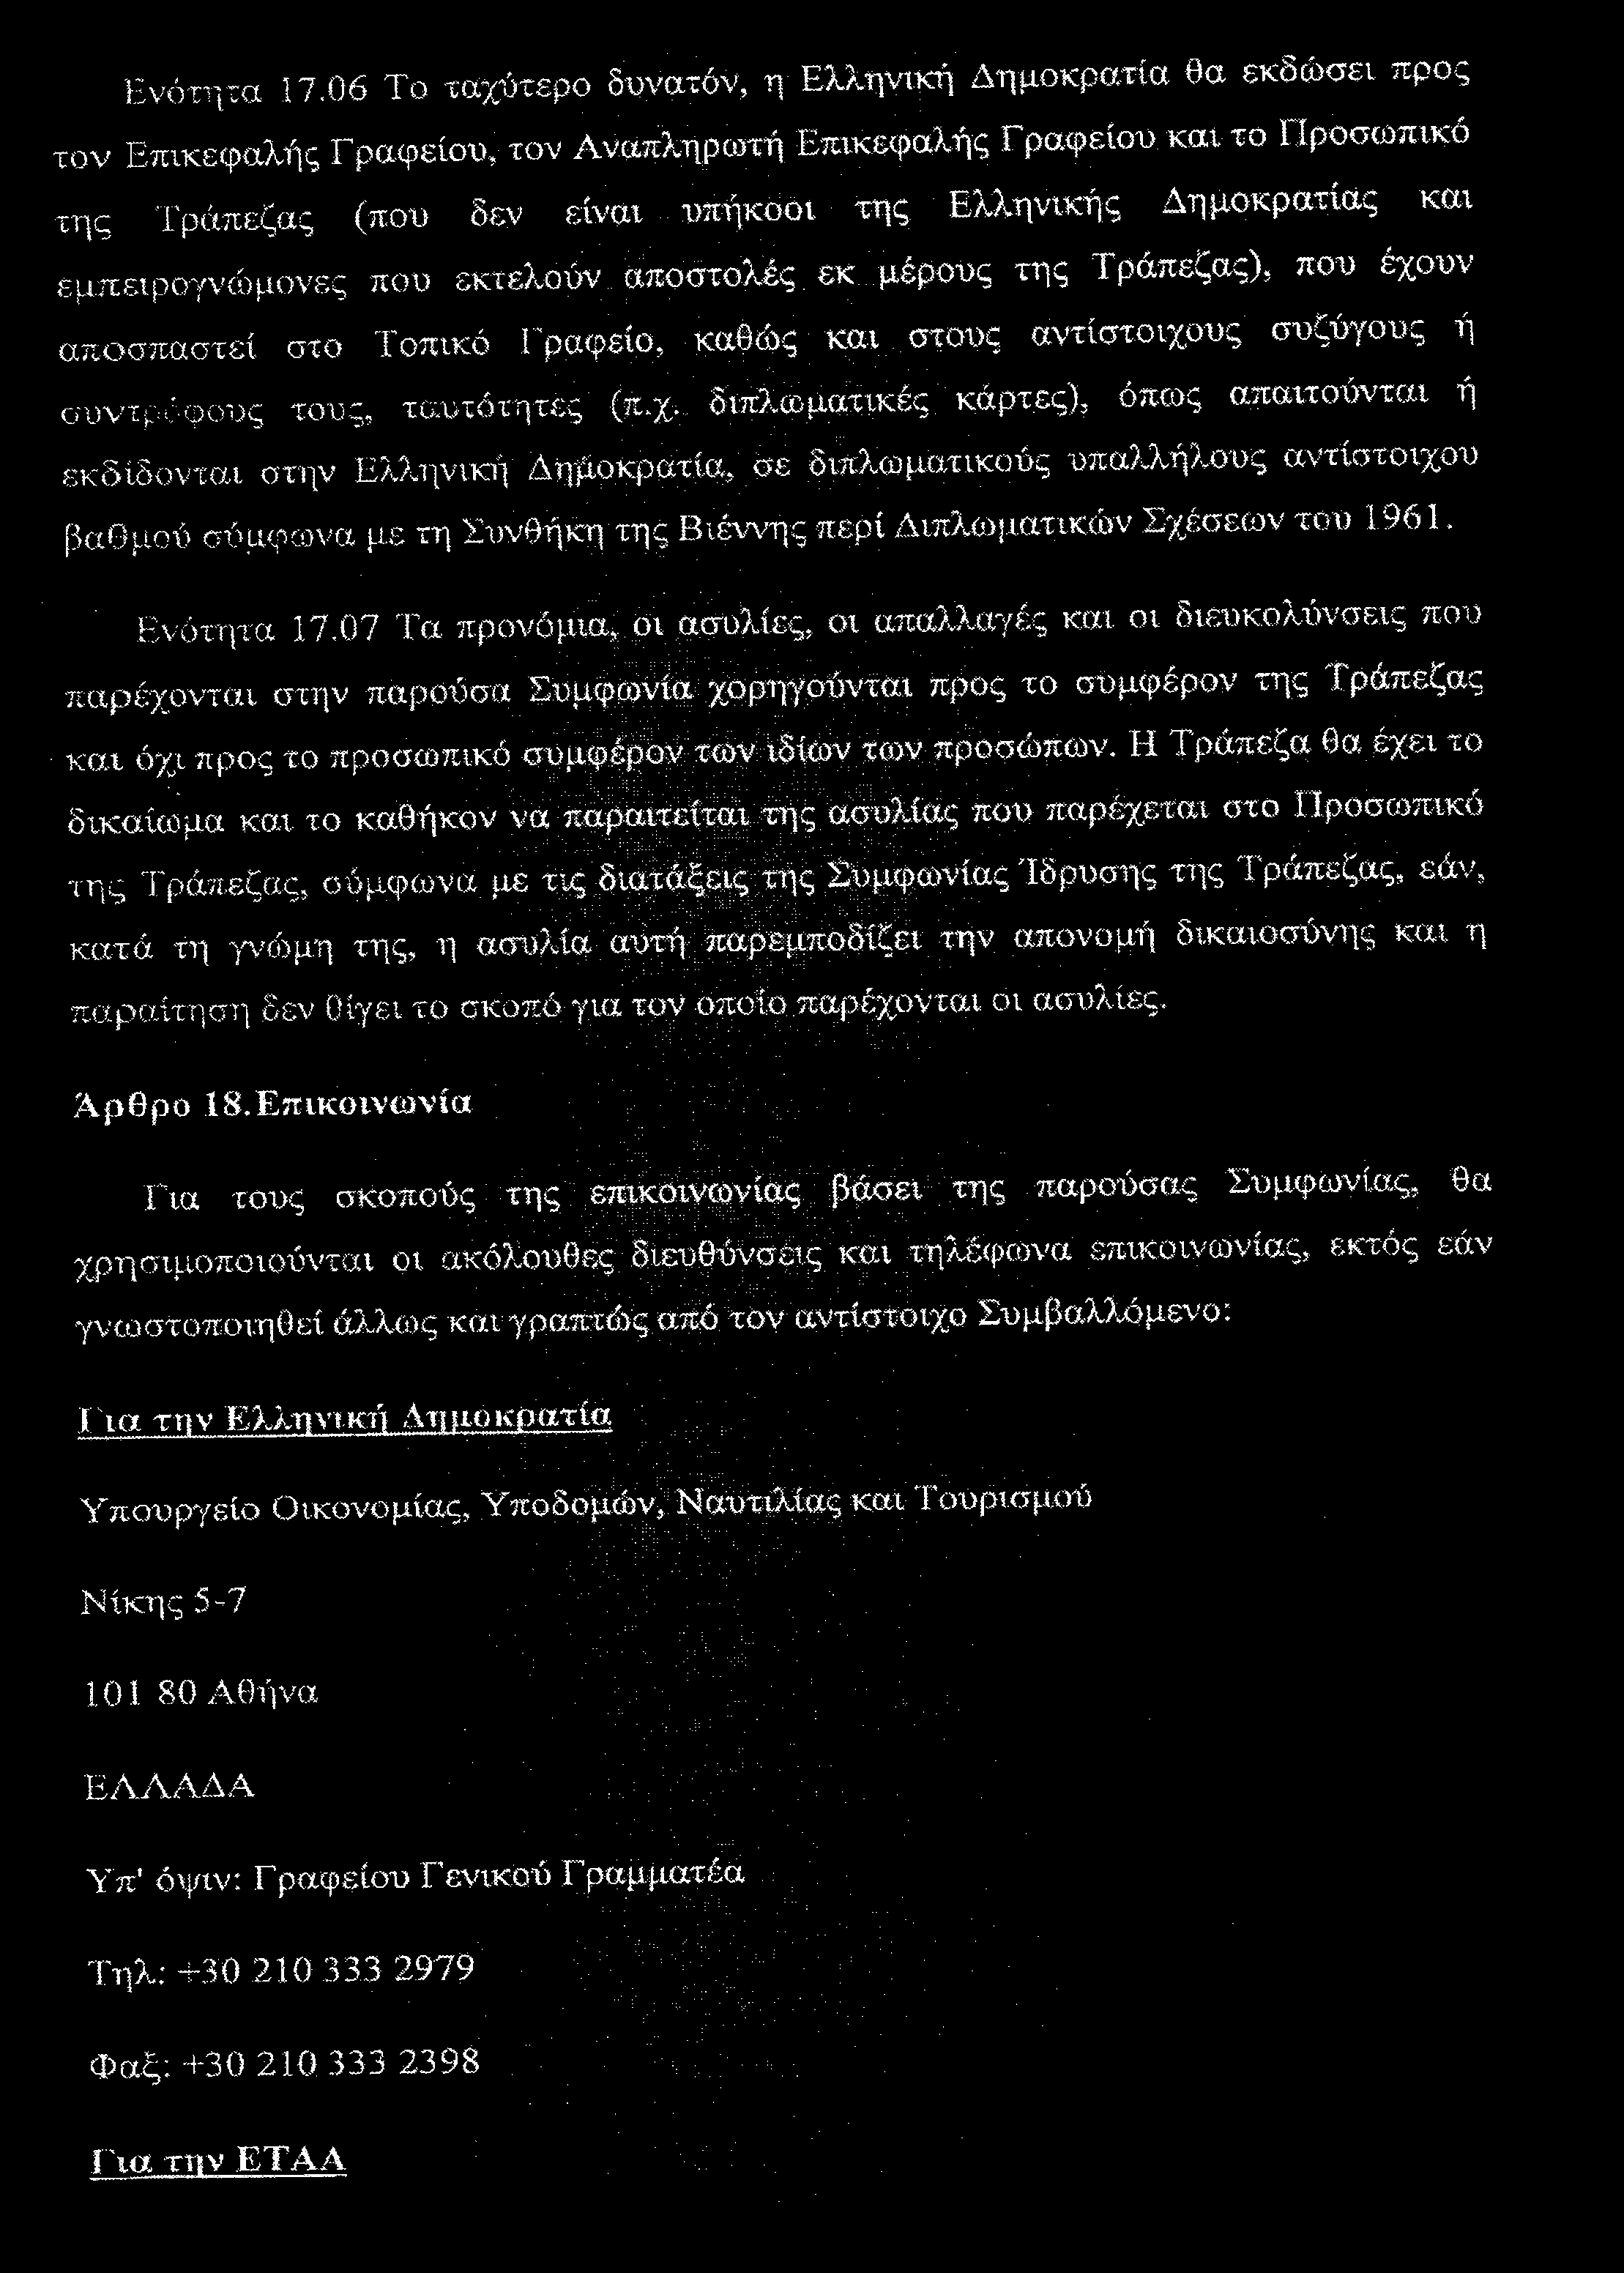 Ενότητα 17.06 Το ταχύτερο δυνατόν, η Ελληνική Δημοκρατία θα εκδώσει προς
τον Επικεφαλής Γραφείου, τον Αναπληρωτή Επικεφαλής Γραφείου και το Προσωπικό
της Τράπεζας (που δεν είναι υπήκοοι της Ελληνικής Δημοκρατίας και
εμπειρογνώμονες που εκτελούν αποστολές εκ μέρους της Τράπεζας), που έχουν
αποσπαστεί στο Τοπικό Γραφείο, καθώς και στους αντίστοιχους συζύγους ή
συντρόφους τους, ταυτότητες (π.χ. διπλωματικές κάρτες), όπως απαιτούνται ή
εκδίδονται στην Ελληνική Δημοκρατία, σε διπλωματικούς υπαλλήλους αντίστοιχου
βαθμού σύμφωνα με τη Συνθήκη της Βιέννης περί Διπλωματικών Σχέσεων του 1961.
Ενότητα 17.07 Τα προνόμια, οι ασυλίες, οι απαλλαγές και οι διευκολύνσεις που
παρέχονται στην παρούσα Συμφωνία χορηγούνται προς το συμφέρον της Τράπεζας
και όχι προς το προσωπικό συμφέρον των ιδίων των προσώπων. Η Τράπεζα θα έχει το
δικαίωμα και το καθήκον να παραιτείται της ασυλίας που παρέχεται στο Προσωπικό
της Τράπεζας, σύμφωνα με τις διατάξεις της Συμφωνίας Ίδρυσης της Τράπεζας, εάν,
κατά τη γνώμη της, η ασυλία αυτή παρεμποδίζει την απονομή δικαιοσύνης και η
παραίτηση δεν θίγει το σκοπό για τον οποίο παρέχονται οι ασυλίες.
Άρθρο 18.Επικοινωνία
Για τους σκοπούς της επικοινωνίας βάσει της παρούσας Συμφωνίας, θα
χρησιμοποιούνται οι ακόλουθες διευθύνσεις και τηλέφωνα επικοινωνίας, εκτός εάν
γνωστοποιηθεί άλλως και γραπτώς από τον αντίστοιχο Συμβαλλόμενο:
Για την Ελληνική Δημοκρατία
Υπουργείο Οικονομίας, Υποδομών, Ναυτιλίας και Τουρισμού
Νίκης 5-7
101 80 Αθήνα
ΕΛΛΑΔΑ
Υπ' όψιν: Γραφείου Γενικού Γραμματέα
Τηλ.: +30 210 333 2979
Φαξ: +30 210 333 2398
Για την ΕΤΑΑ